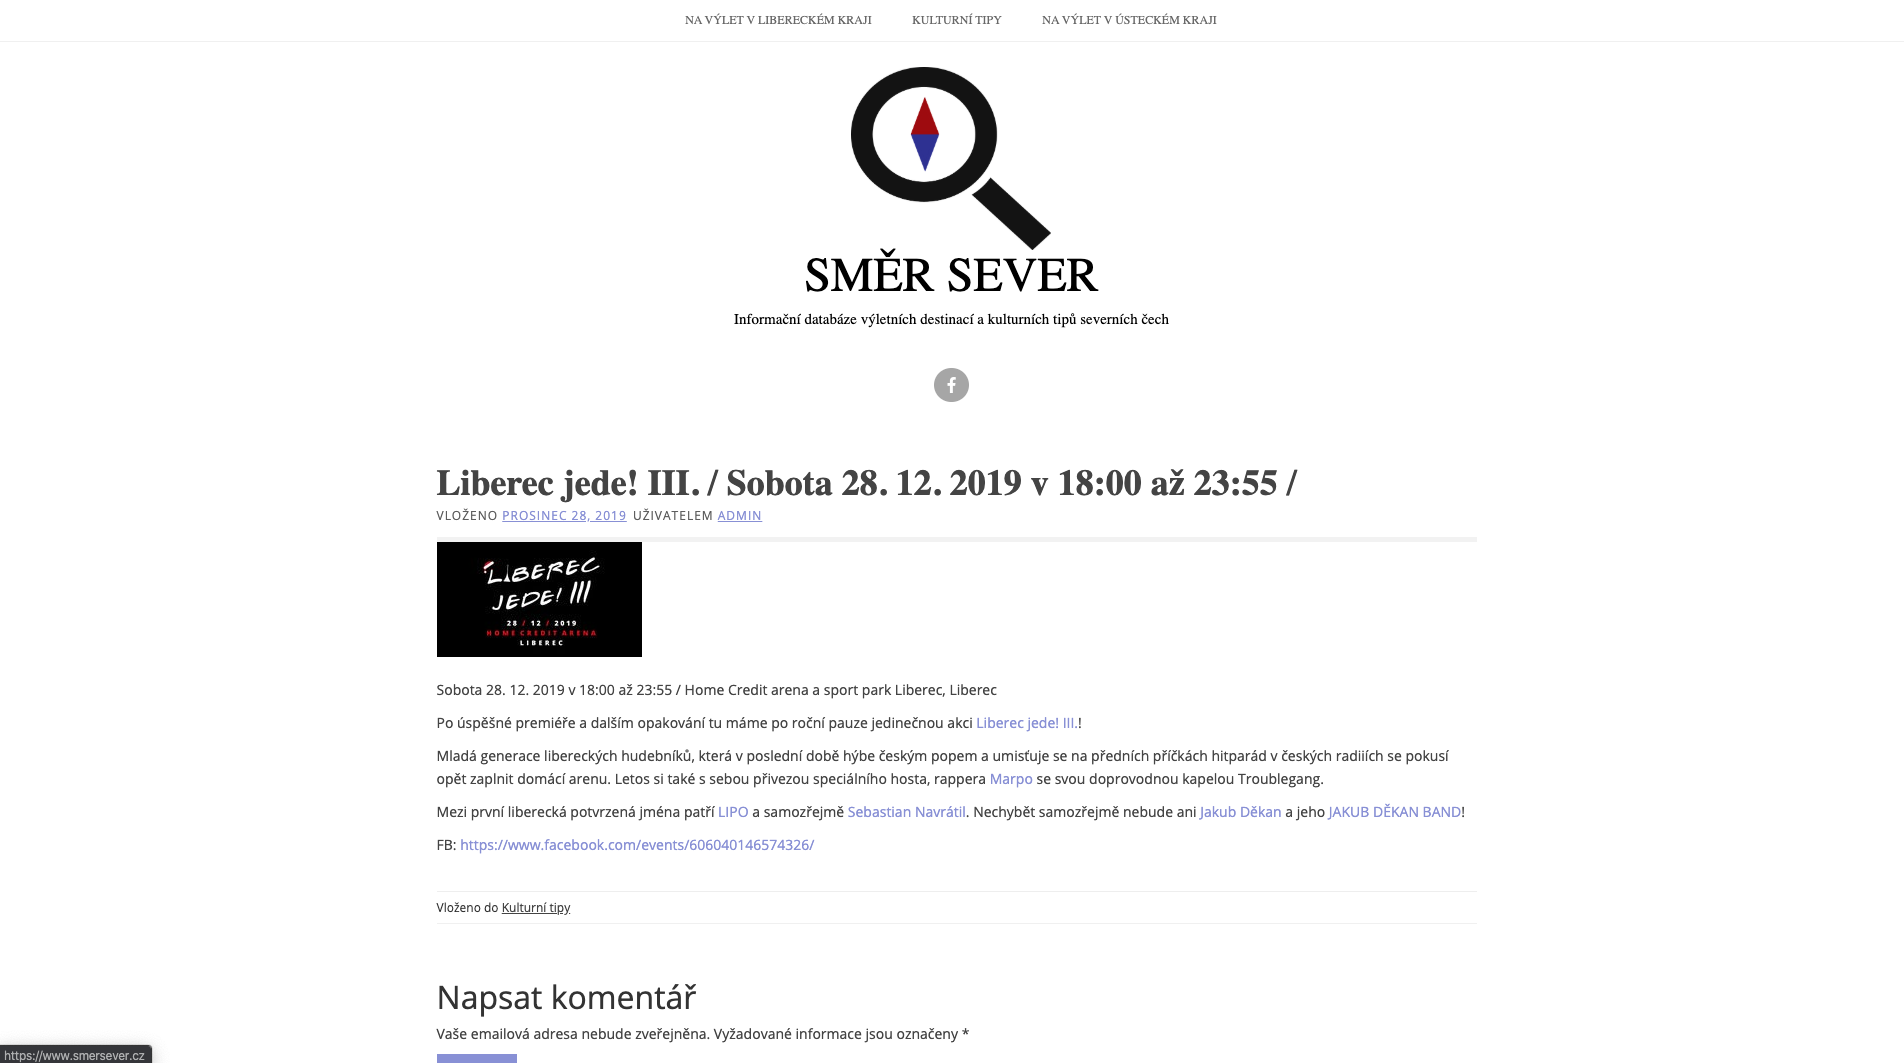 NA VÝLET V LIBERECKÉM KRAJI KULTURNÍ TIPY NA VÝLET V ÚSTECKÉM KRAJI
SMĚR SEVER
Informační databáze výletních destinací a kulturních tipů severních čech
Liberec jede! III. / Sobota 28. 12. 2019 v 18:00 až 23:55 /
VLOŽENO PROSINEC 28, 2019 UŽIVATELEM ADMIN
LIBEREC
JEDE! III
28 / 12 / 2019
HOME CREDIT ARENA
LIBEREC
Sobota 28. 12. 2019 v 18:00 až 23:55 / Home Credit arena a sport park Liberec, Liberec
Po úspěšné premiéře a dalším opakování tu máme po roční pauze jedinečnou akci Liberec jede! III.!
Mladá generace libereckých hudebníků, která v poslední době hýbe českým popem a umisťuje se na předních příčkách hitparád v českých radiiích se pokusí
opět zaplnit domácí arenu. Letos si také s sebou přivezou speciálního hosta, rappera Marpo se svou doprovodnou kapelou Troublegang.
Mezi první liberecká potvrzená jména patří LIPO a samozřejmě Sebastian Navrátil. Nechybět samozřejmě nebude ani Jakub Děkan a jeho JAKUB DĚKAN BAND!
FB: https://www.facebook.com/events/606040146574326/
Vloženo do Kulturní tipy
Napsat komentář
Vaše emailová adresa nebude zveřejněna. Vyžadované informace jsou označeny *
https://www.smersever.cz